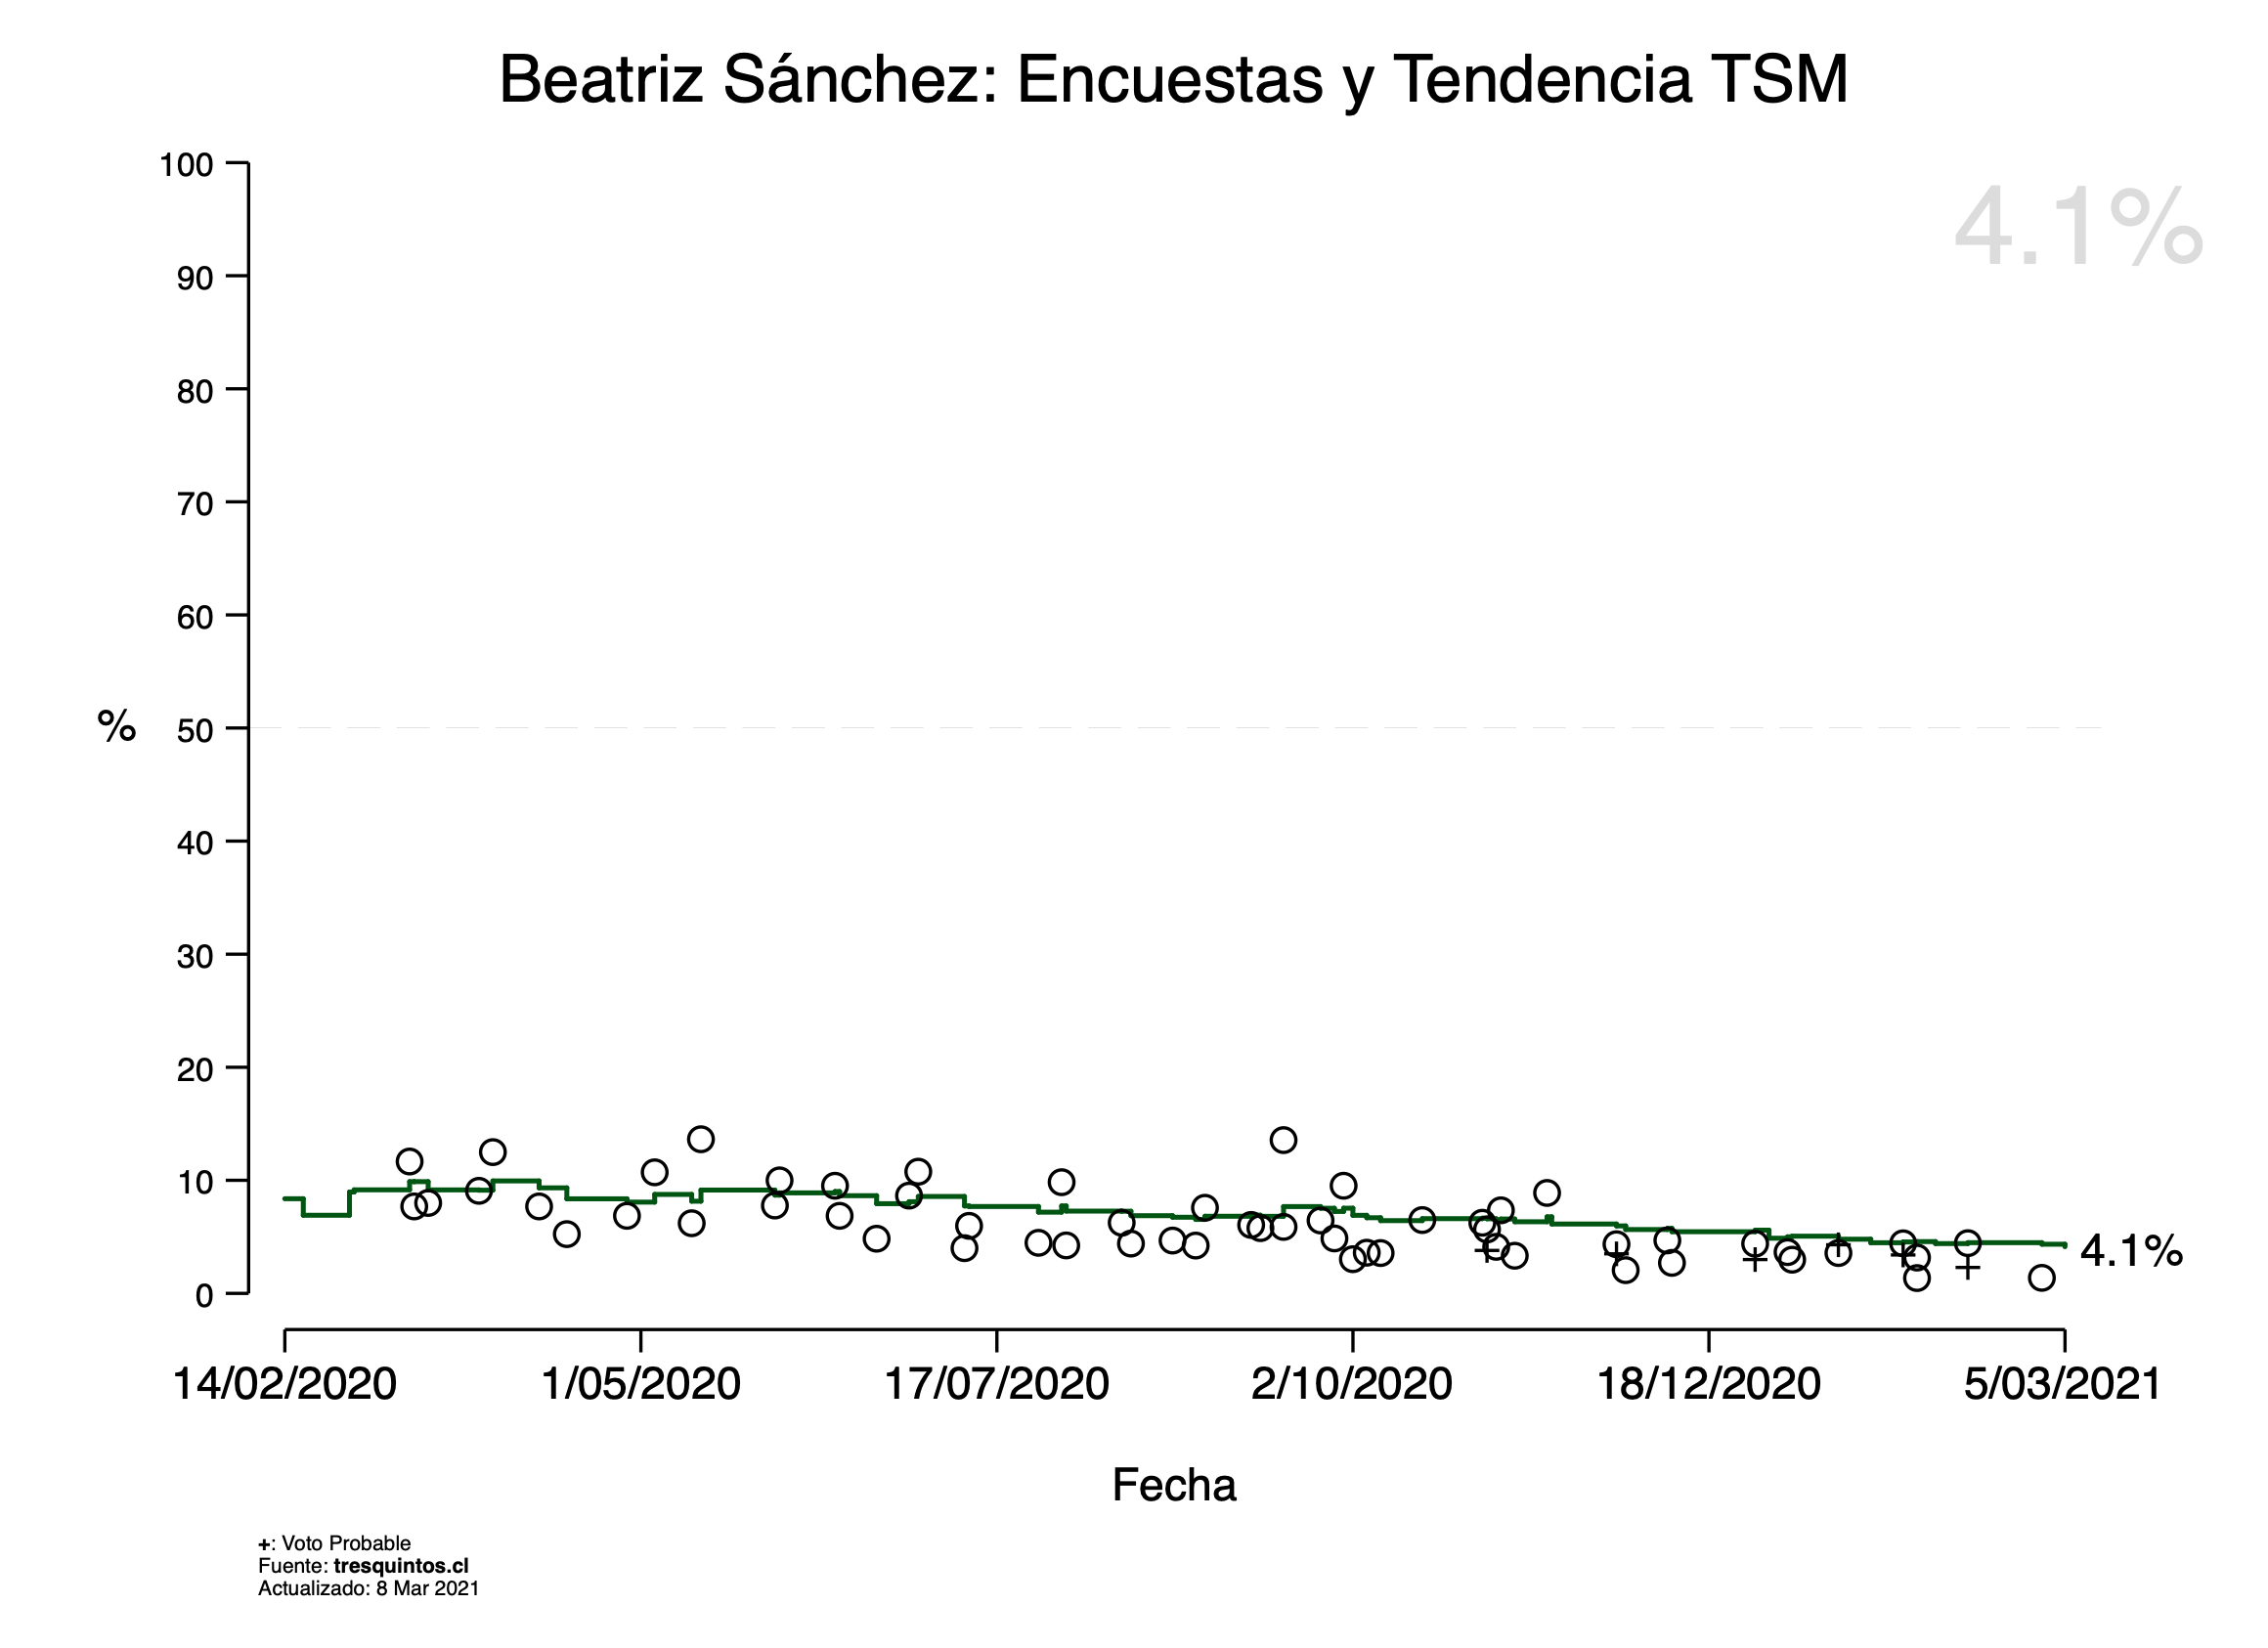 Beatriz Sánchez: Encuestas y Tendencia TSM
4.1%
100
90
80
70
60
50
40
30
20
10
0
%
4.1%
14/02/2020 1/05/2020 17/07/2020 2/10/2020 18/12/2020 5/03/2021
Fecha
+: Voto Probable
Fuente: tresquintos.cl
Actualizado: 8 Mar 2021